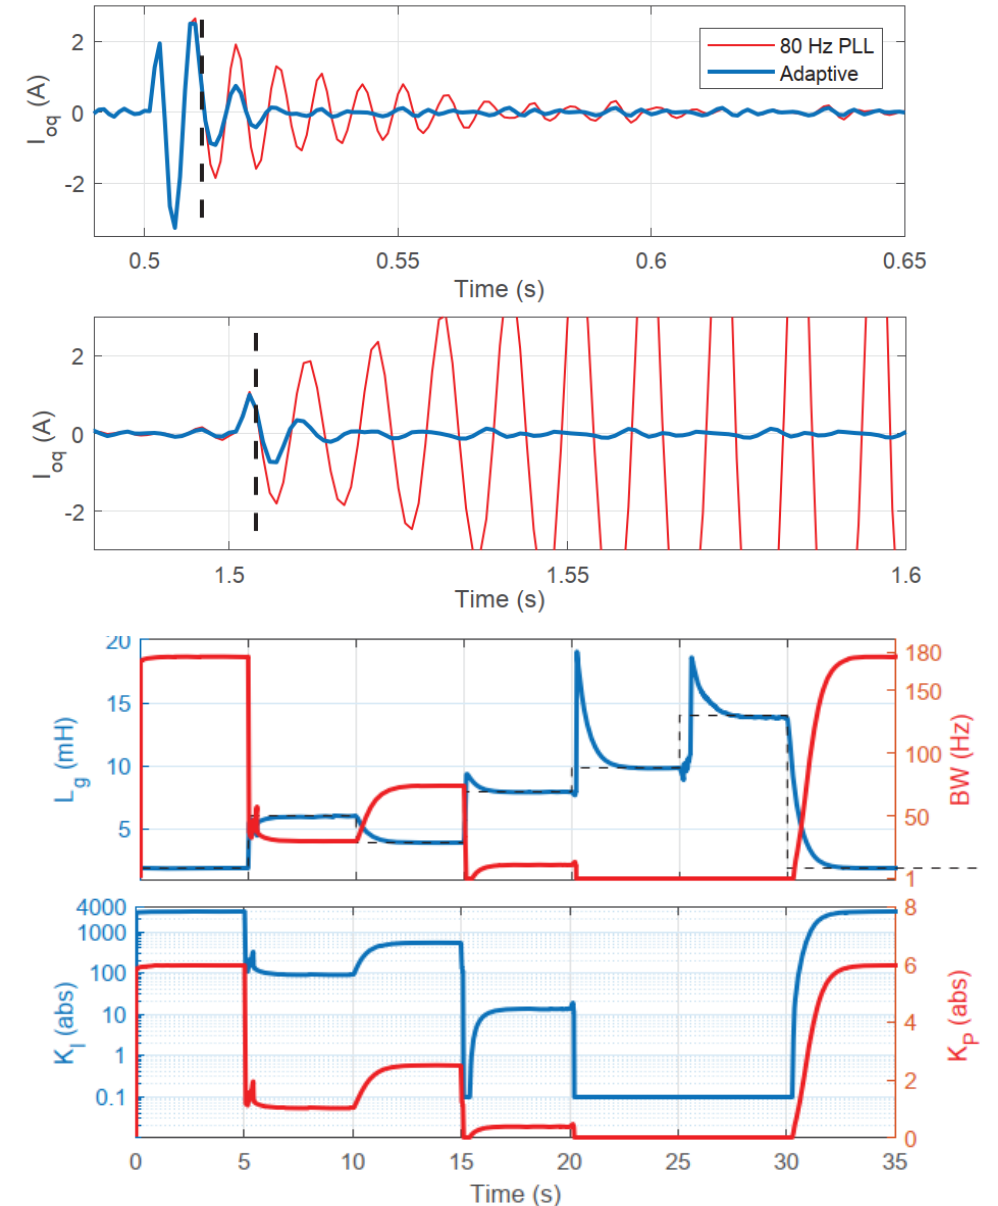 2
0
-2
I_oq (A)
80 Hz PLL
Adaptive
0.5 0.55 0.6 0.65
Time (s)
2
0
-2
I_oq (A)
1.5 1.55 1.6
Time (s)
20
15
10
5
L_g (mH)
180
150
100
50
1
BW (Hz)
4000
1000
100
10
1
0.1
K_I (abs)
8
6
4
2
0
K_P (abs)
0 5 10 15 20 25 30 35
Time (s)